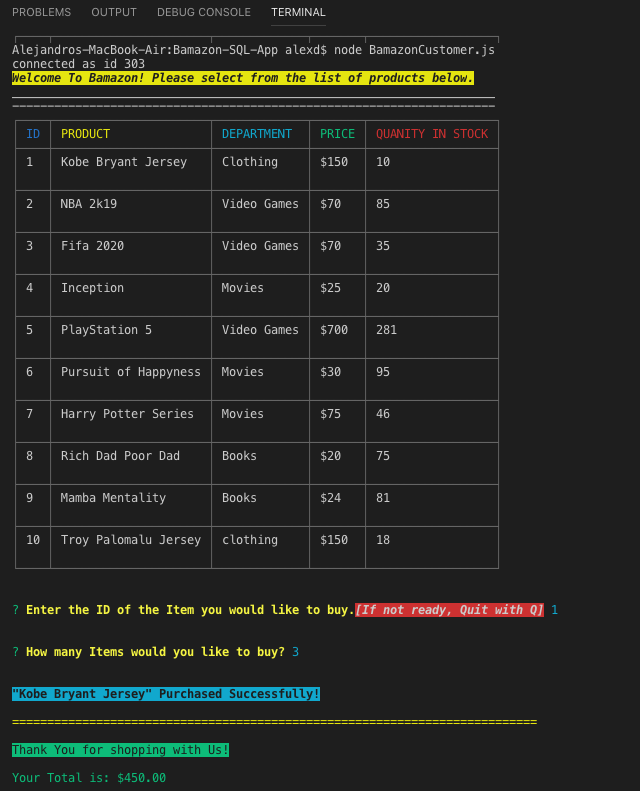 PROBLEMS OUTPUT DEBUG CONSOLE TERMINAL
Alejandros-MacBook-Air:Bamazon-SQL-App alexd$ node BamazonCustomer.js
connected as id 303
Welcome To Bamazon! Please select from the list of products below.
ID PRODUCT DEPARTMENT PRICE QUANITY IN STOCK
1 Kobe Bryant Jersey Clothing $150 10
2 NBA 2k19 Video Games $70 85
3 Fifa 2020 Video Games $70 35
4 Inception Movies $25 20
5 PlayStation 5 Video Games $700 281
6 Pursuit of Happyness Movies $30 95
7 Harry Potter Series Movies $75 46
8 Rich Dad Poor Dad Books $20 75
9 Mamba Mentality Books $24 81
10 Troy Palomalu Jersey clothing $150 18
? Enter the ID of the Item you would like to buy.[If not ready, Quit with Q] 1
? How many Items would you like to buy? 3
"Kobe Bryant Jersey" Purchased Successfully!
===========================================================================
Thank You for shopping with Us!
Your Total is: $450.00